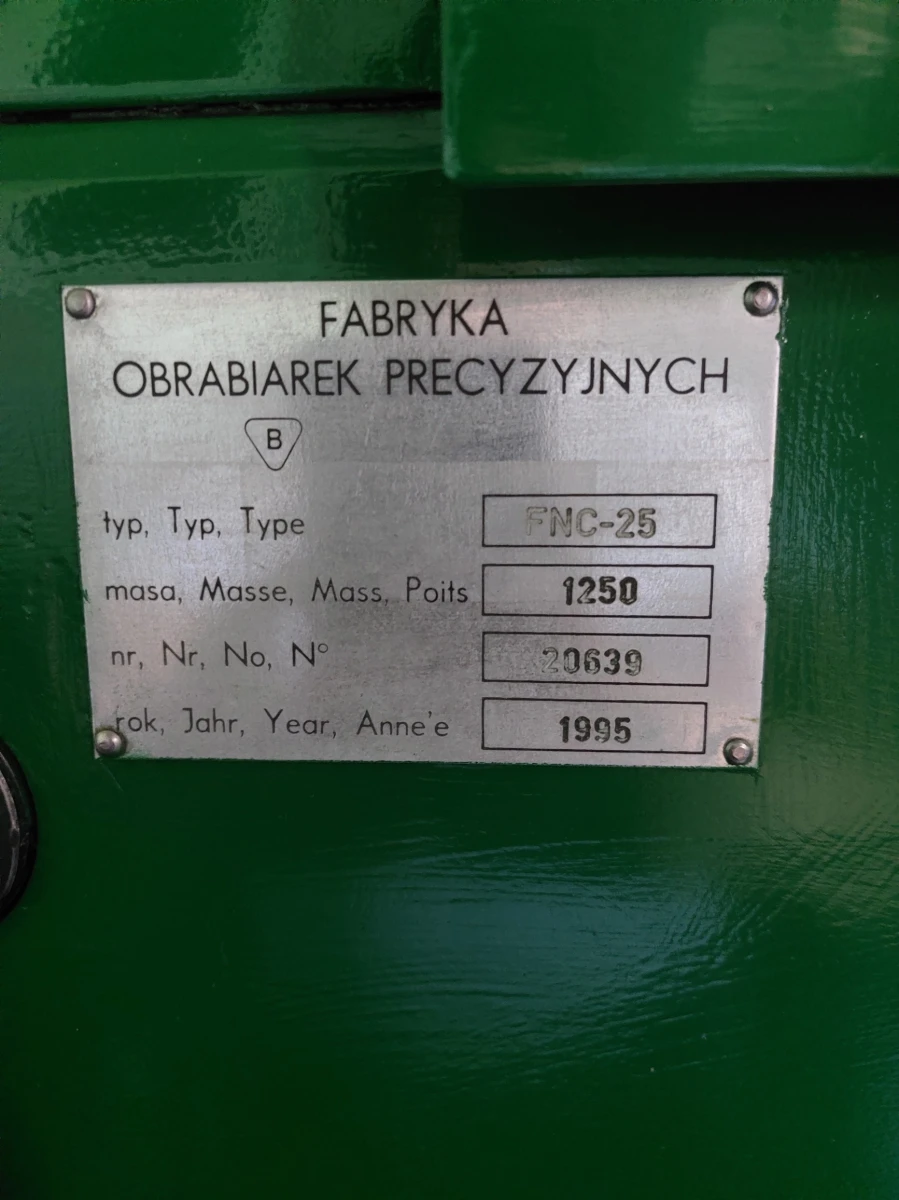 FABRYKA
OBRABIAREK PRECYZYJNYCH
B
typ, Typ, Type FNC-25
masa, Masse, Mass, Poits 1250
nr, Nr, No, N° 20639
rok, Jahr, Year, Anne'e 1995